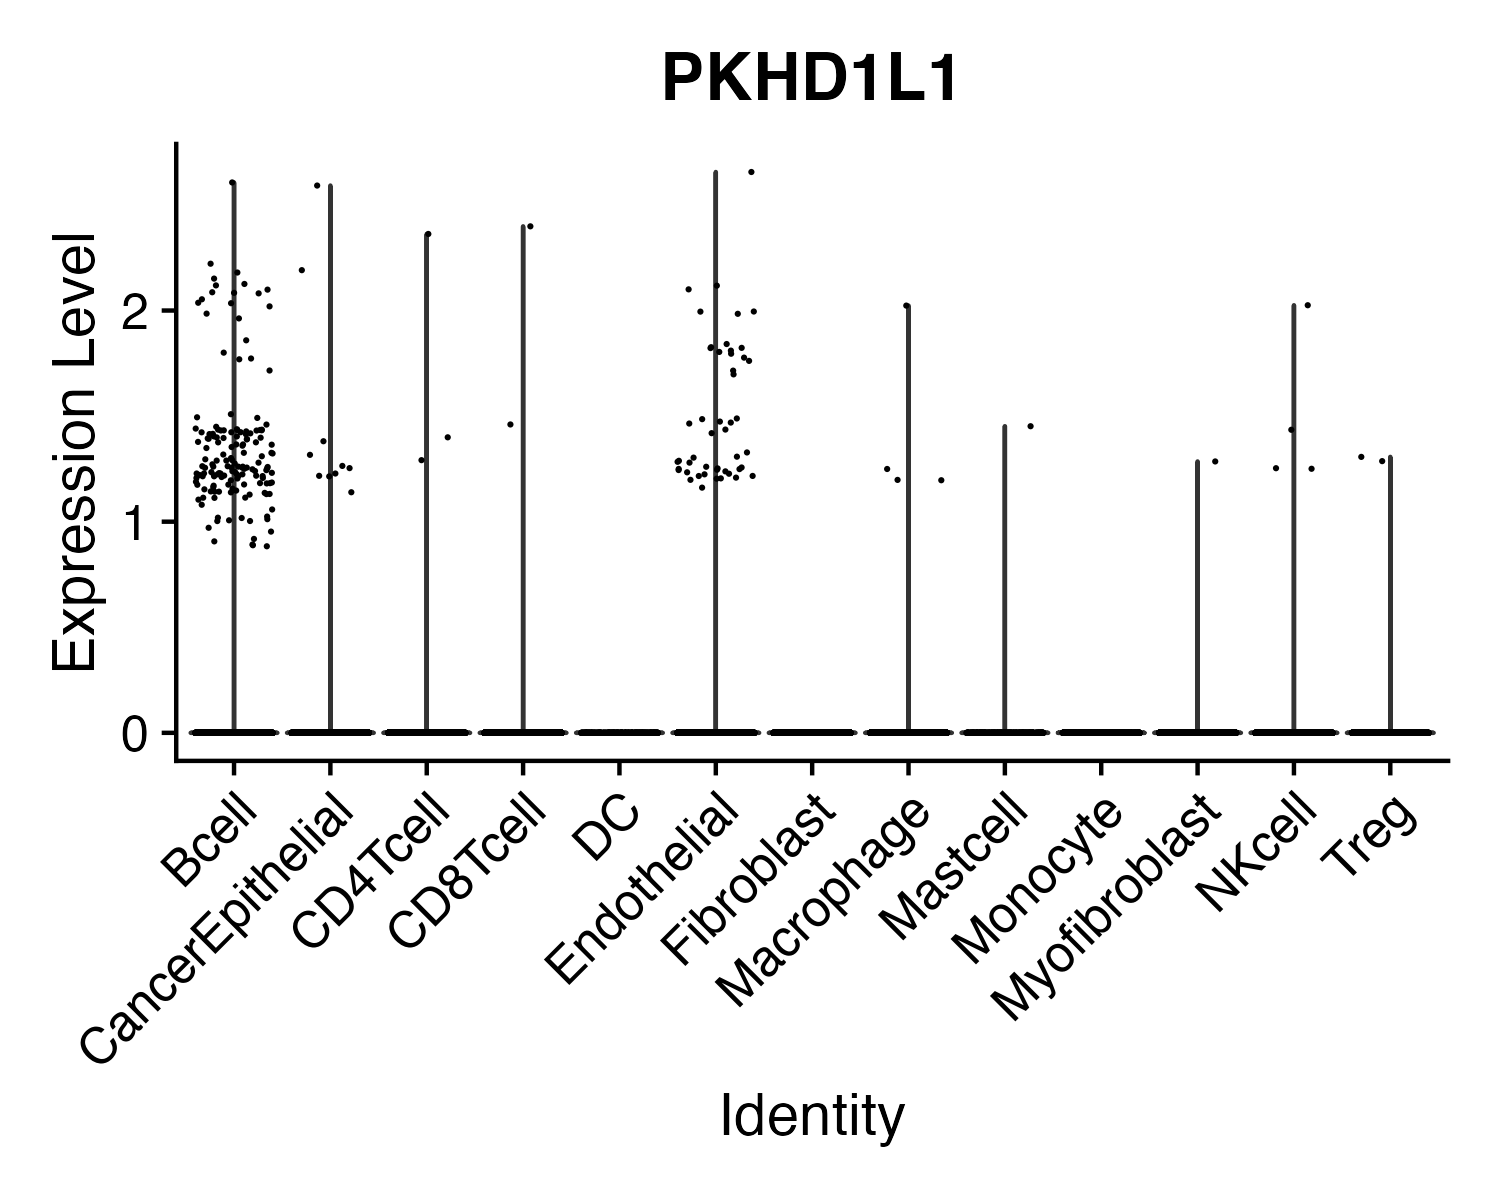 PKHD1L1
Expression Level
2
1
0
Bcell
CancerEpithelial
CD4Tcell
CD8Tcell
DC
Endothelial
Fibroblast
Macrophage
Mastcell
Monocyte
Myofibroblast
NKcell
Treg
Identity